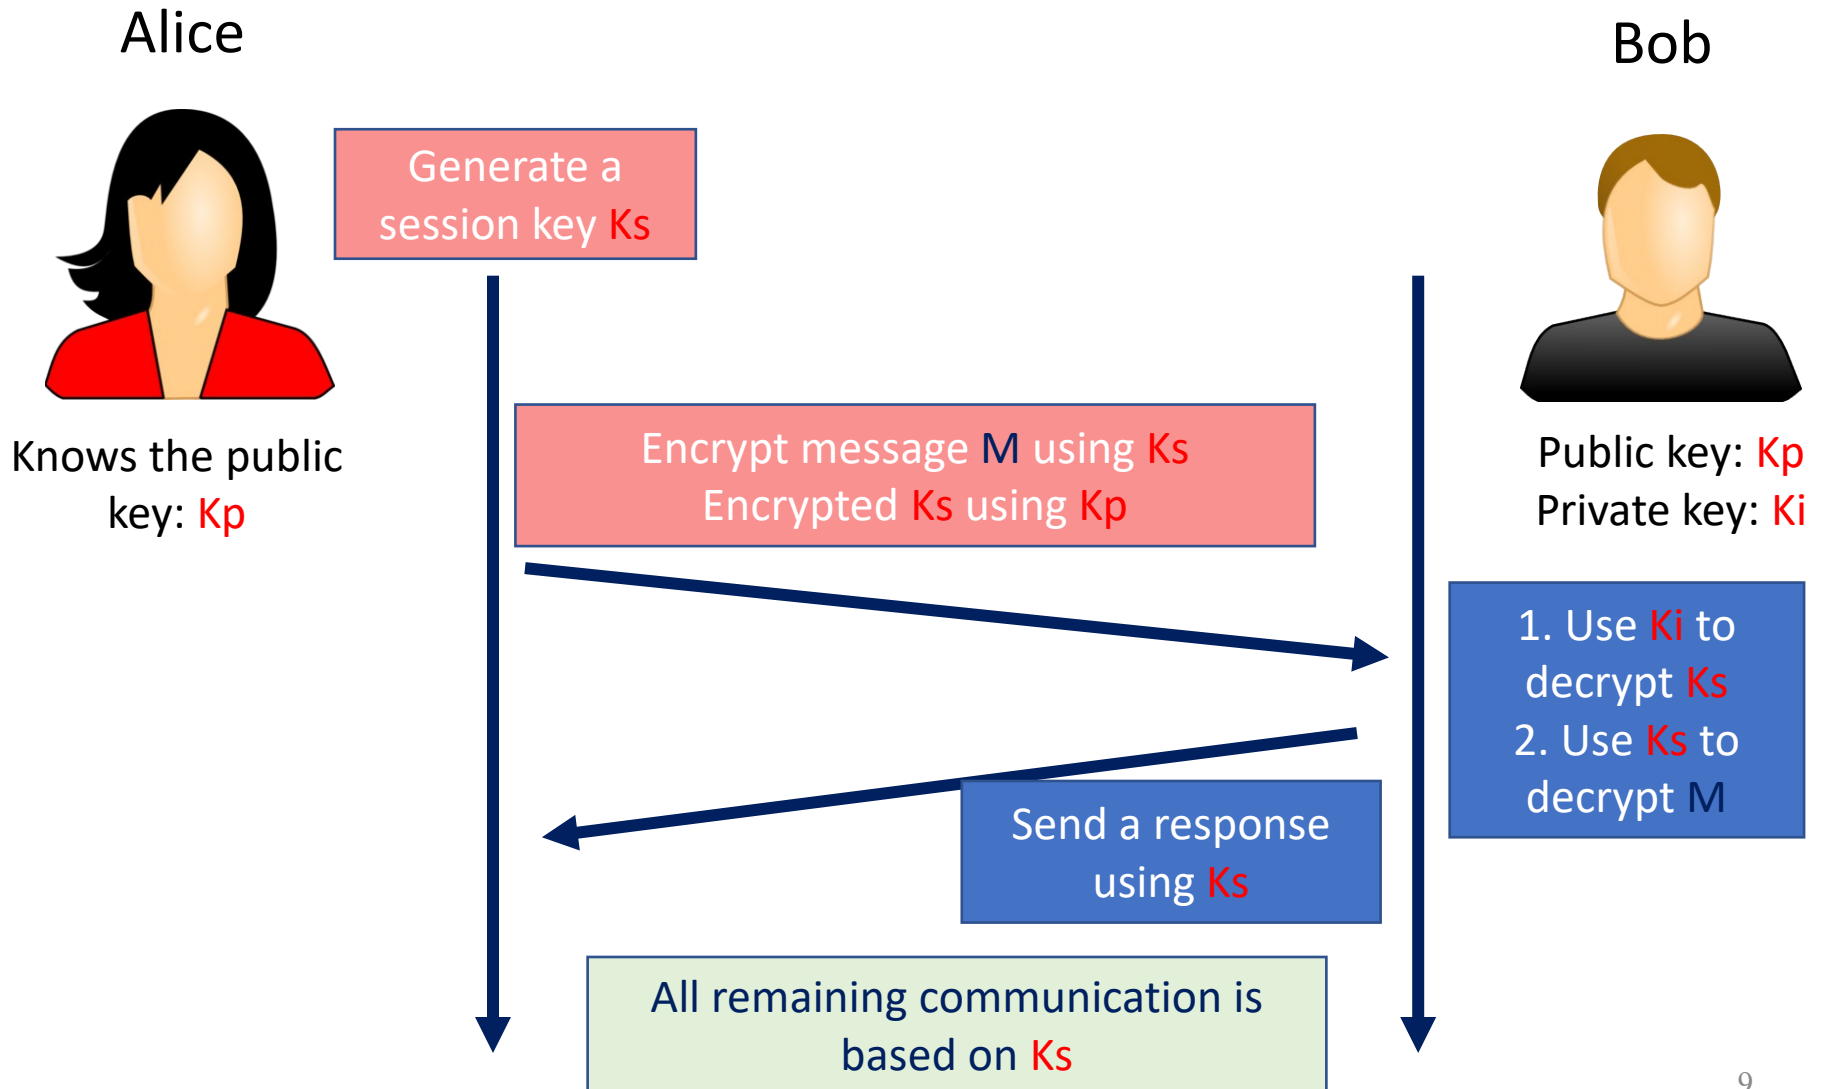 Alice
Bob
Generate a
session key Ks
Knows the public
key: Kp
Encrypt message M using Ks
Encrypted Ks using Kp
Public key: Kp
Private key: Ki
1. Use Ki to
decrypt Ks
2. Use Ks to
decrypt M
Send a response
using Ks
All remaining communication is
based on Ks
9